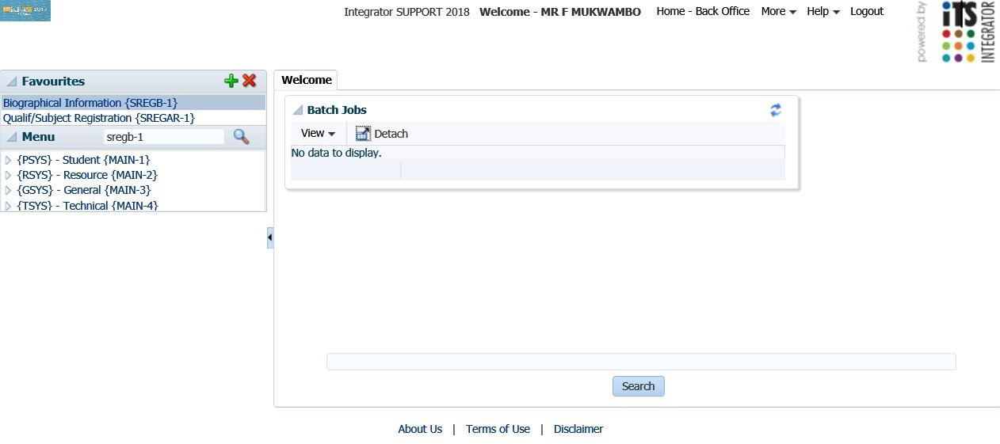 Integrator SUPPORT 2018 Welcome - MR F MUKWAMBO Home - Back Office More Help Logout
powered by iTS INTEGRATOR
Favourites
Biographical Information {SREGB-1}
Qualif/Subject Registration {SREGAR-1}
Menu sregb-1
{PSYS} - Student {MAIN-1}
{RSYS} - Resource {MAIN-2}
{GSYS} - General {MAIN-3}
{TSYS} - Technical {MAIN-4}
Welcome
Batch Jobs
View Detach
No data to display.
Search
About Us | Terms of Use | Disclaimer